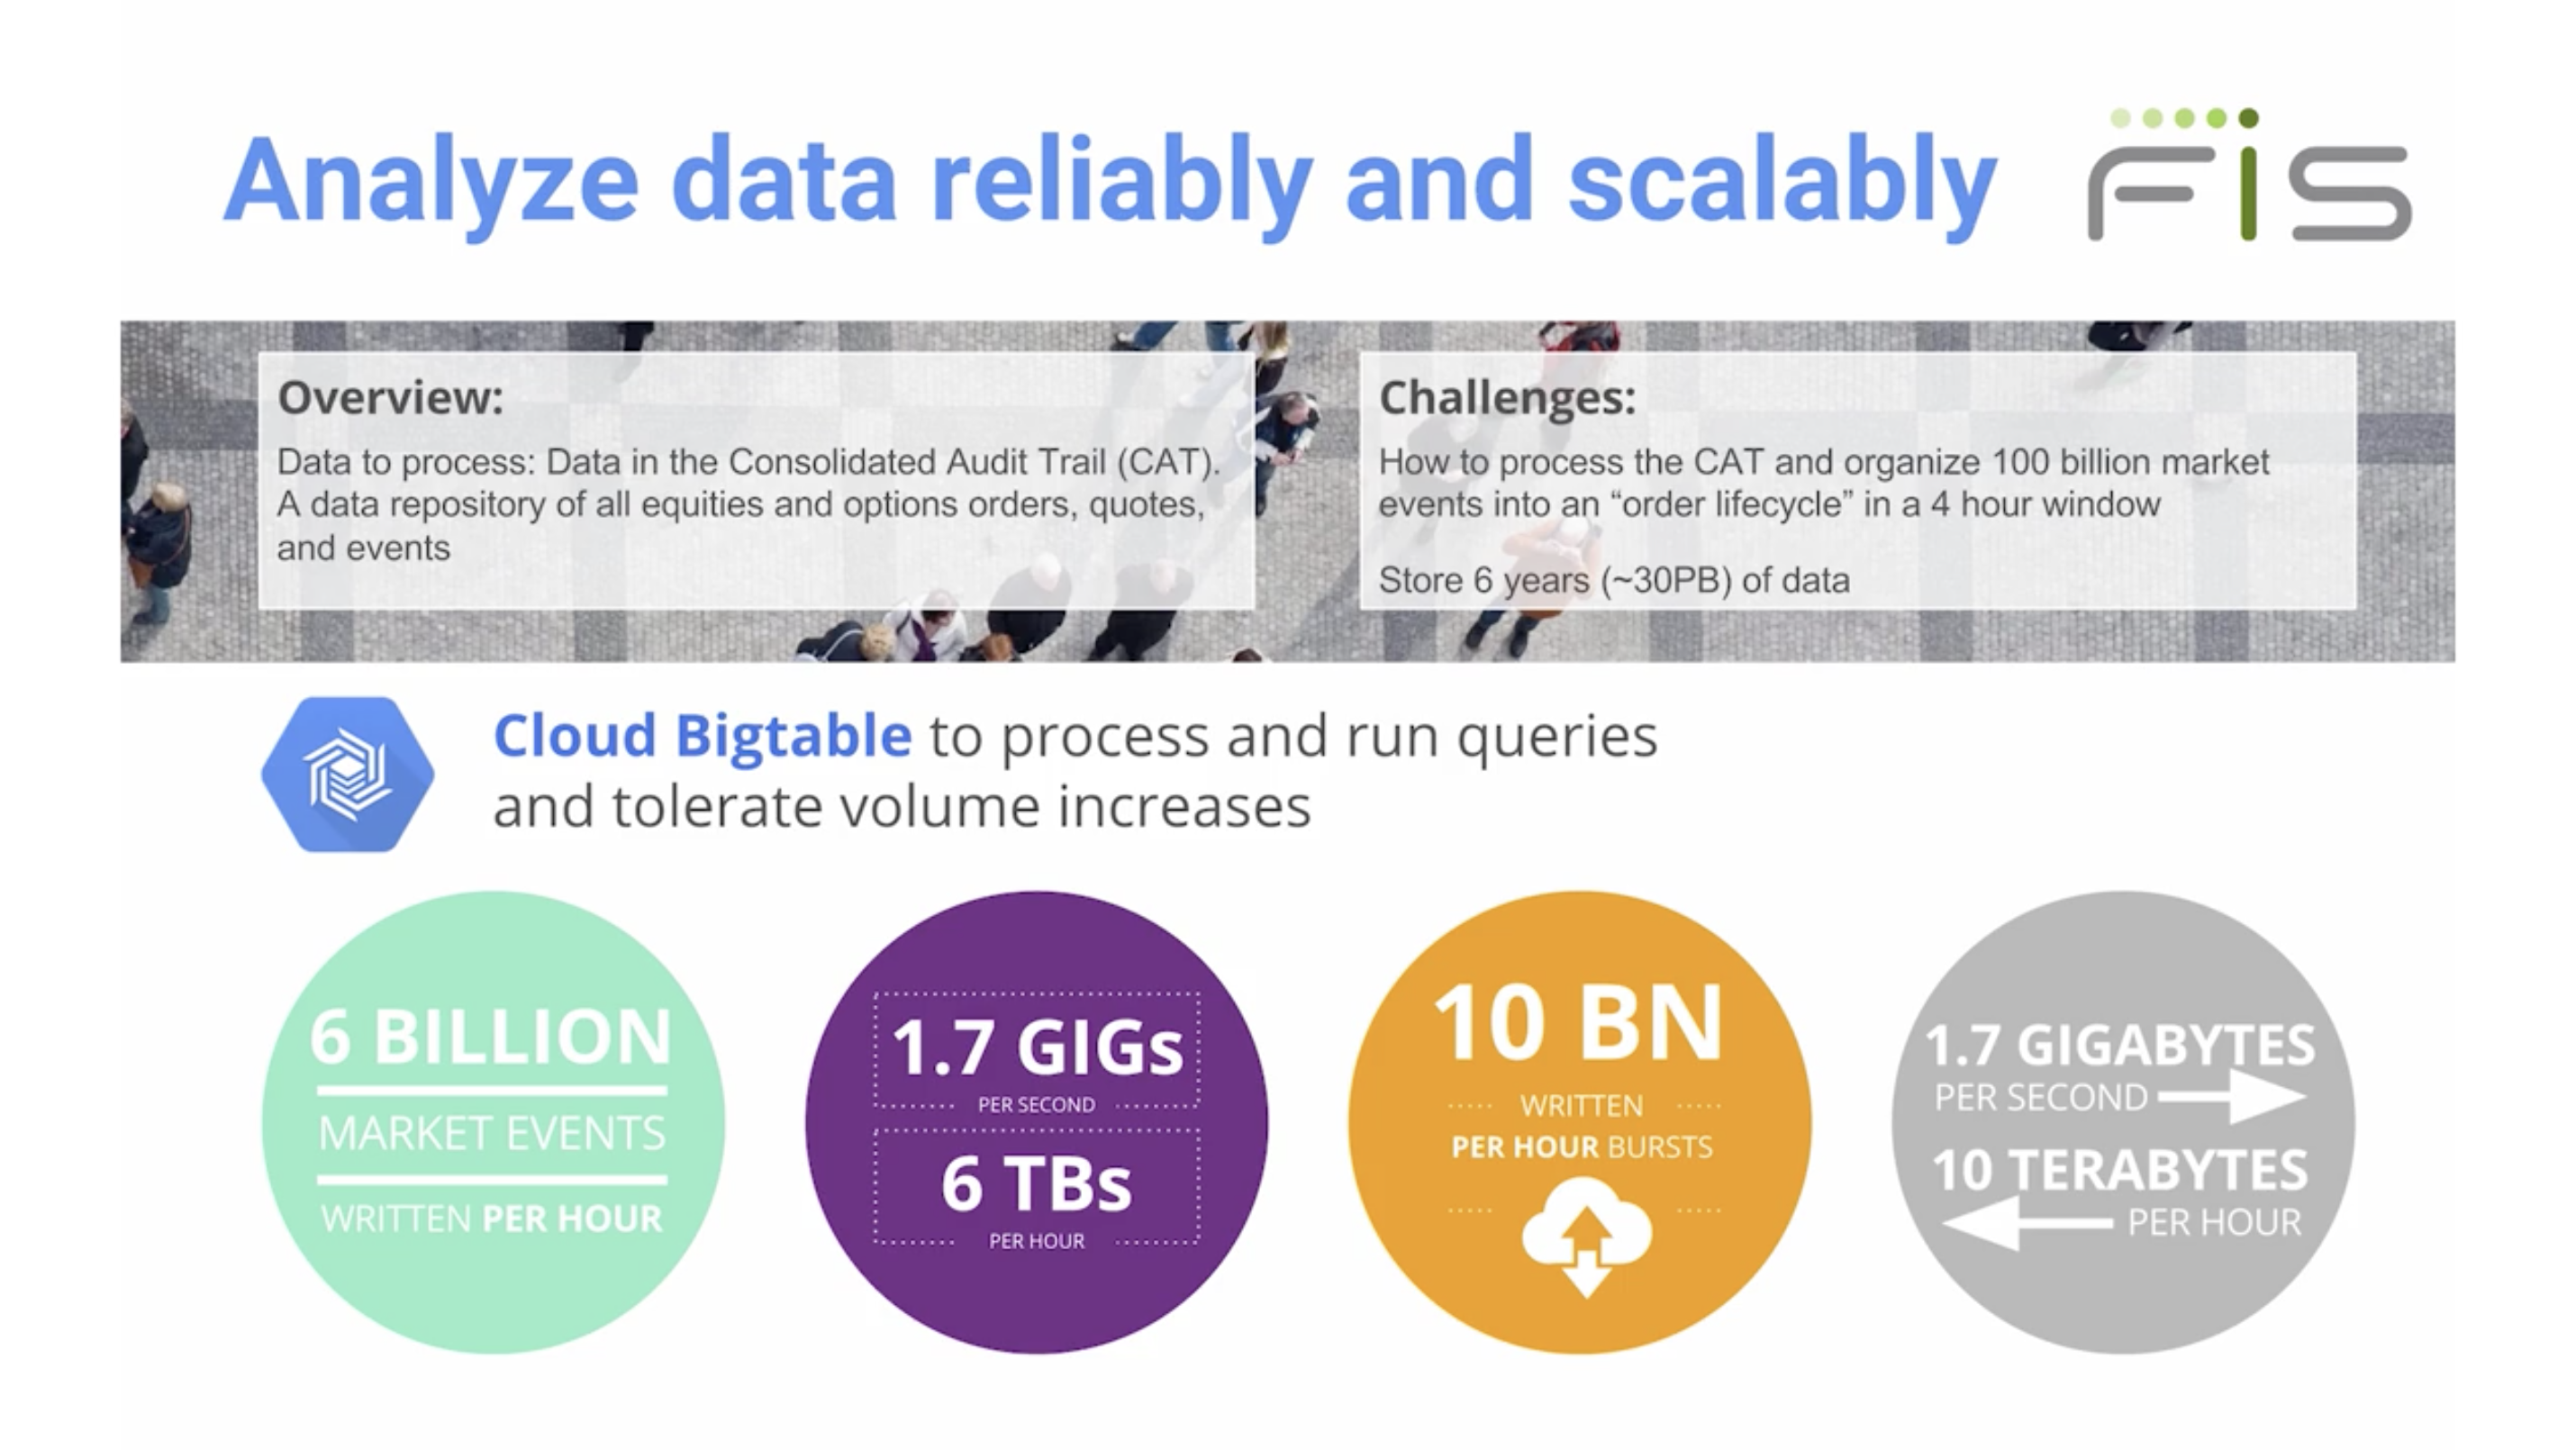 Analyze data reliably and scalably
FIS
Overview:
Data to process: Data in the Consolidated Audit Trail (CAT).
A data repository of all equities and options orders, quotes,
and events
Challenges:
How to process the CAT and organize 100 billion market
events into an “order lifecycle” in a 4 hour window
Store 6 years (~30PB) of data
Cloud Bigtable to process and run queries
and tolerate volume increases
6 BILLION
MARKET EVENTS
WRITTEN PER HOUR
1.7 GIGs
PER SECOND
6 TBs
PER HOUR
10 BN
WRITTEN
PER HOUR BURSTS
1.7 GIGABYTES
PER SECOND
10 TERABYTES
PER HOUR